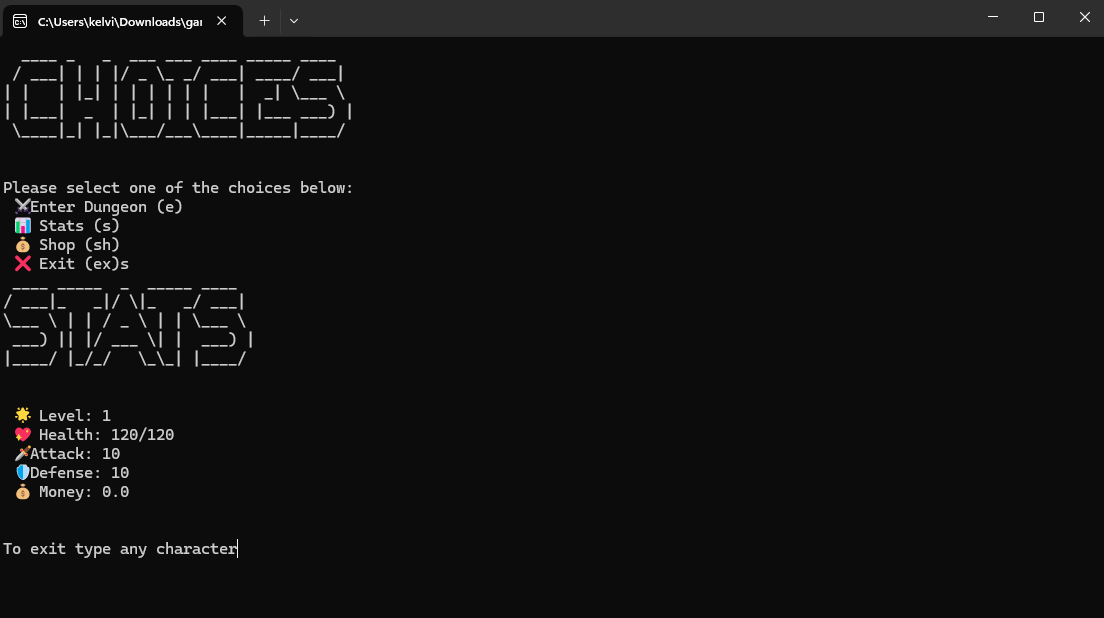 C:\Users\kelvi\Downloads\gar
CHOICES
Please select one of the choices below:
⚔️Enter Dungeon (e)
📊 Stats (s)
💰 Shop (sh)
❌ Exit (ex)s
STATS
🌟 Level: 1
💖 Health: 120/120
🗡️Attack: 10
🛡️Defense: 10
💰 Money: 0.0
To exit type any character